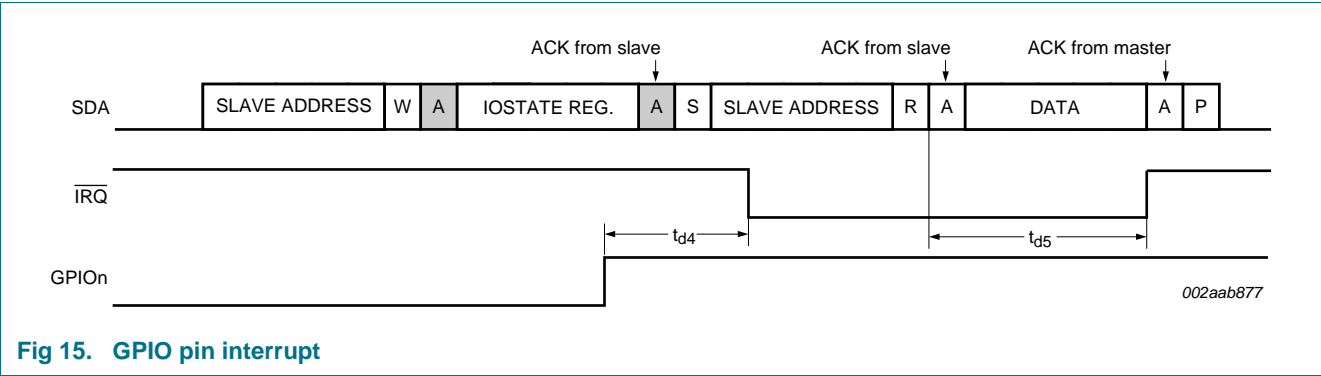 ACK from slave ACK from slave ACK from master
SDA SLAVE ADDRESS W A IOSTATE REG. A S SLAVE ADDRESS R A DATA A P
IRQ
td4 td5
GPIOn
002aab877
Fig 15. GPIO pin interrupt